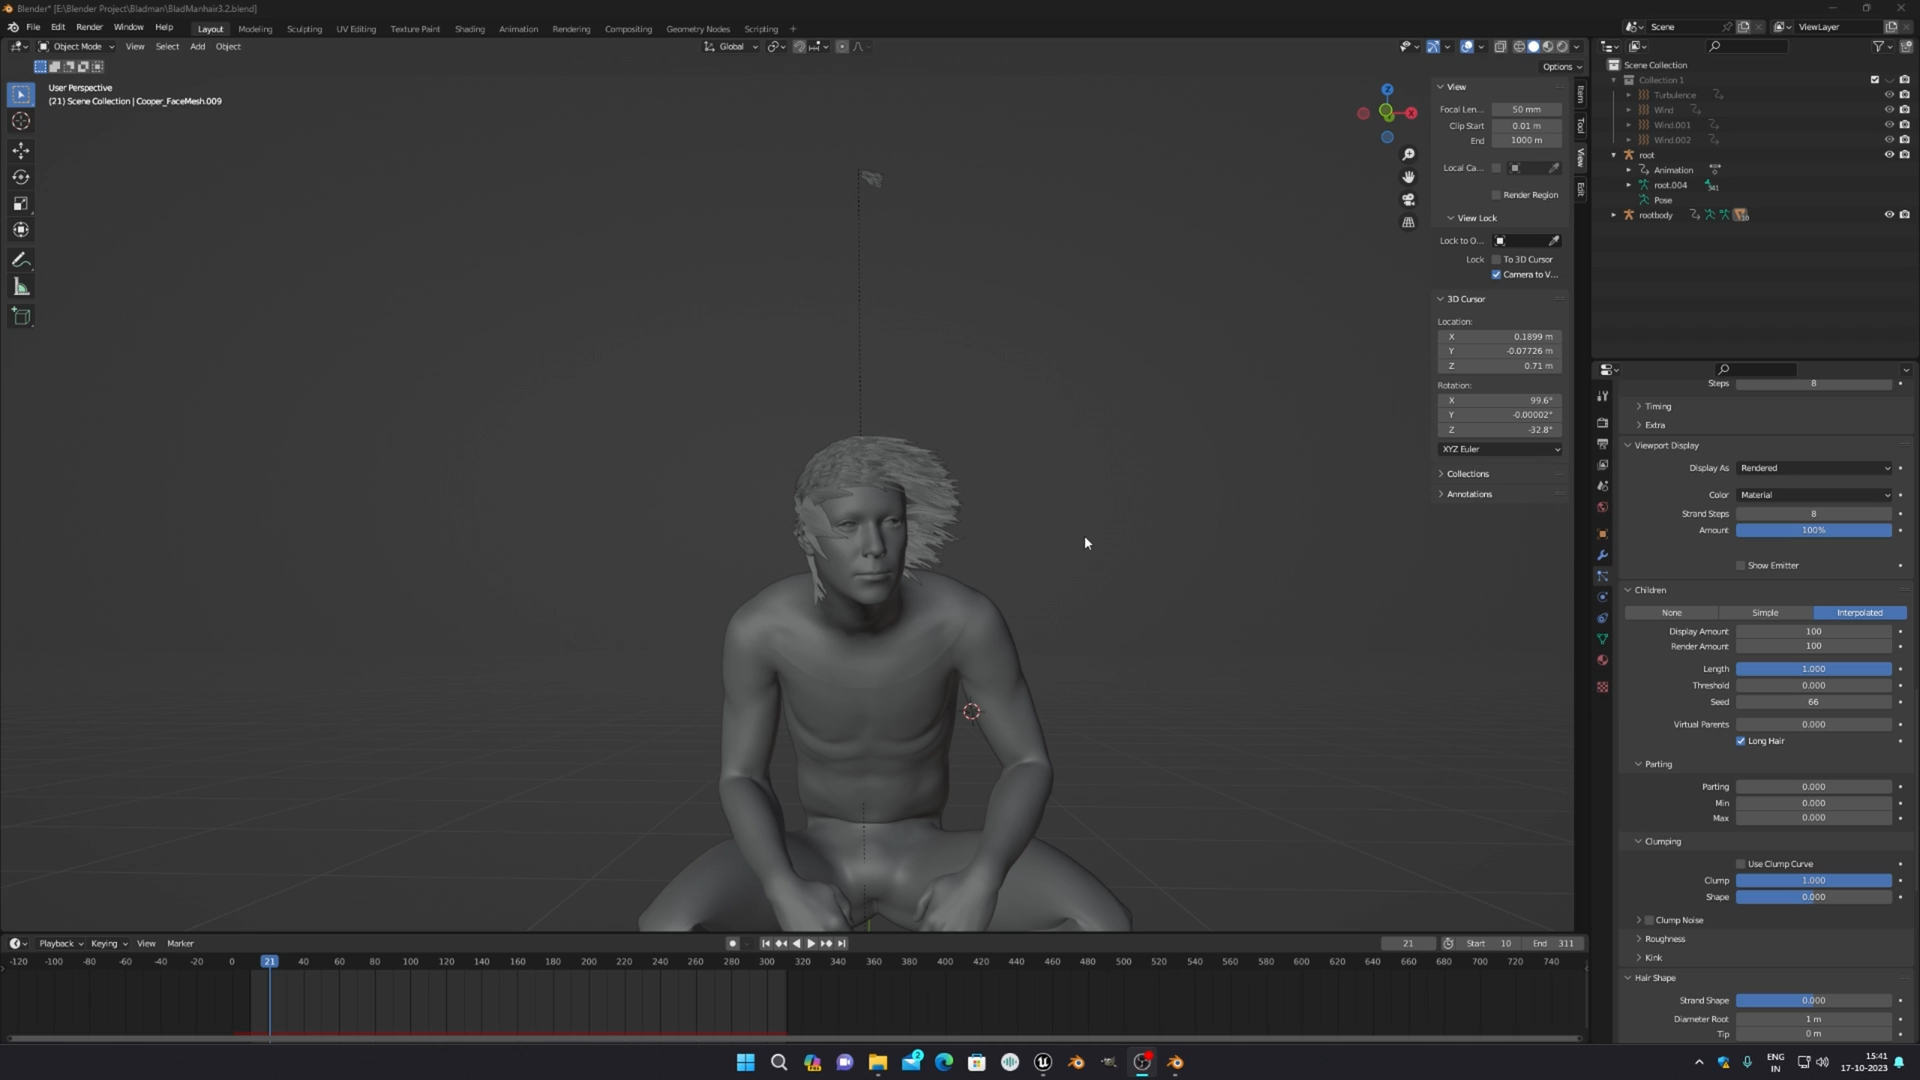 Blender* [E:\Blender Project\Bladman\BladManhair3.2.blend]
File Edit Render Window Help Layout Modeling Sculpting UV Editing Texture Paint Shading Animation Rendering Compositing Geometry Nodes Scripting + Scene ViewLayer
Object Mode View Select Add Object Global
Options
User Perspective
(21) Scene Collection | Cooper_FaceMesh.009
View
Focal Len... 50 mm
Clip Start 0.01 m
End 1000 m
Local Ca...
Render Region
View Lock
Lock to O...
Lock To 3D Cursor
Camera to V...
3D Cursor
Location:
X 0.1899 m
Y -0.07726 m
Z 0.71 m
Rotation:
X 99.6°
Y -0.00002°
Z -32.8°
XYZ Euler
Collections
Annotations
Item
Tool
View
Edit
Z
X
Scene Collection
Collection 1
Turbulence
Wind
Wind.001
Wind.002
root
Animation
root.004 341
Pose
rootbody 10
Steps 8
Timing
Extra
Viewport Display
Display As Rendered
Color Material
Strand Steps 8
Amount 100%
Show Emitter
Children
None Simple Interpolated
Display Amount 100
Render Amount 100
Length 1.000
Threshold 0.000
Seed 66
Virtual Parents 0.000
Long Hair
Parting
Parting 0.000
Min 0.000
Max 0.000
Clumping
Use Clump Curve
Clump 1.000
Shape 0.000
Clump Noise
Roughness
Kink
Hair Shape
Strand Shape 0.000
Diameter Root 1 m
Tip 0 m
Playback Keying View Marker 21 Start 10 End 311
-120 -100 -80 -60 -40 -20 0 21 40 60 80 100 120 140 160 180 200 220 240 260 280 300 320 340 360 380 400 420 440 460 480 500 520 540 560 580 600 620 640 660 680 700 720 740
2
ENG
IN
15:41
17-10-2023